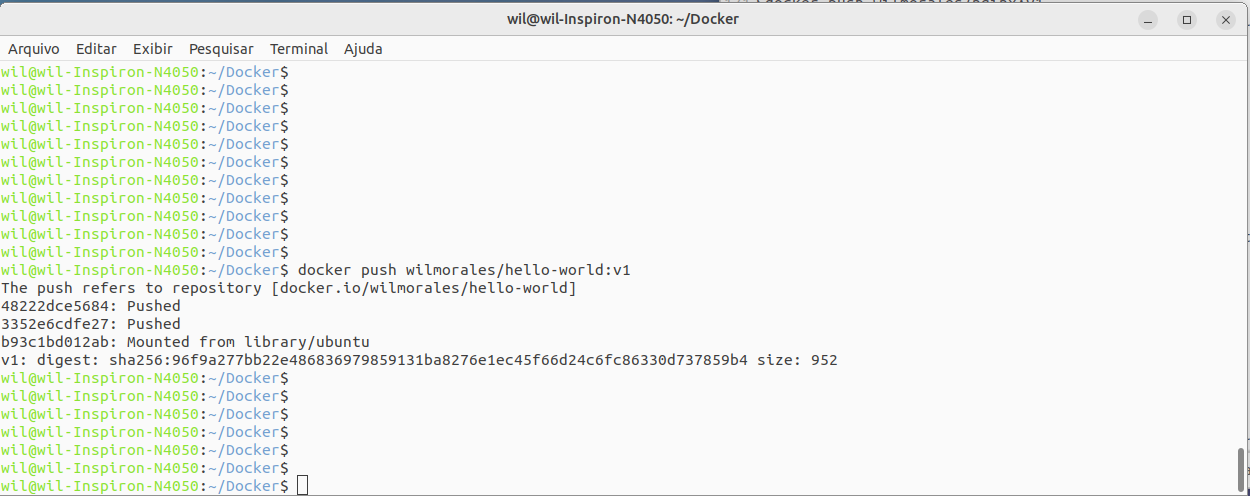 wil@wil-Inspiron-N4050: ~/Docker
Arquivo Editar Exibir Pesquisar Terminal Ajuda
wil@wil-Inspiron-N4050:~/Docker$
wil@wil-Inspiron-N4050:~/Docker$
wil@wil-Inspiron-N4050:~/Docker$
wil@wil-Inspiron-N4050:~/Docker$
wil@wil-Inspiron-N4050:~/Docker$
wil@wil-Inspiron-N4050:~/Docker$
wil@wil-Inspiron-N4050:~/Docker$
wil@wil-Inspiron-N4050:~/Docker$
wil@wil-Inspiron-N4050:~/Docker$
wil@wil-Inspiron-N4050:~/Docker$
wil@wil-Inspiron-N4050:~/Docker$
wil@wil-Inspiron-N4050:~/Docker$ docker push wilmorales/hello-world:v1
The push refers to repository [docker.io/wilmorales/hello-world]
48222dce5684: Pushed
3352e6cdfe27: Pushed
b93c1bd012ab: Mounted from library/ubuntu
v1: digest: sha256:96f9a277bb22e486836979859131ba8276e1ec45f66d24c6fc86330d737859b4 size: 952
wil@wil-Inspiron-N4050:~/Docker$
wil@wil-Inspiron-N4050:~/Docker$
wil@wil-Inspiron-N4050:~/Docker$
wil@wil-Inspiron-N4050:~/Docker$
wil@wil-Inspiron-N4050:~/Docker$
wil@wil-Inspiron-N4050:~/Docker$
wil@wil-Inspiron-N4050:~/Docker$